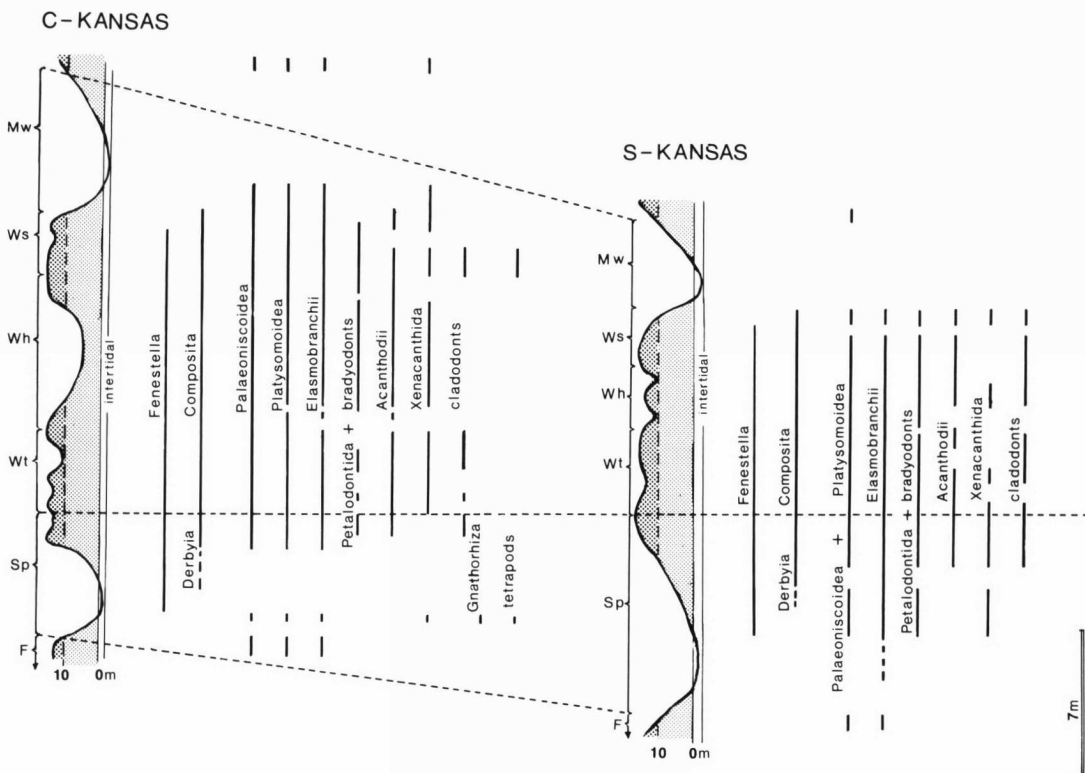 C-KANSAS
Mw
Ws
Wh
Wt
Sp
F
10 0m
intertidal
Fenestella
Derbyia Composita
Palaeoniscoidea
Platysomoidea
Elasmobranchii
Petalodontida + bradyodonts
Acanthodii
Xenacanthida
cladodonts
Gnathorhiza
tetrapods
S-KANSAS
Mw
Ws
Wh
Wt
Sp
F
10 0m
intertidal
Fenestella
Derbyia Composita
Palaeoniscoidea + Platysomoidea
Elasmobranchii
Petalodontida + bradyodonts
Acanthodii
Xenacanthida
cladodonts
7m